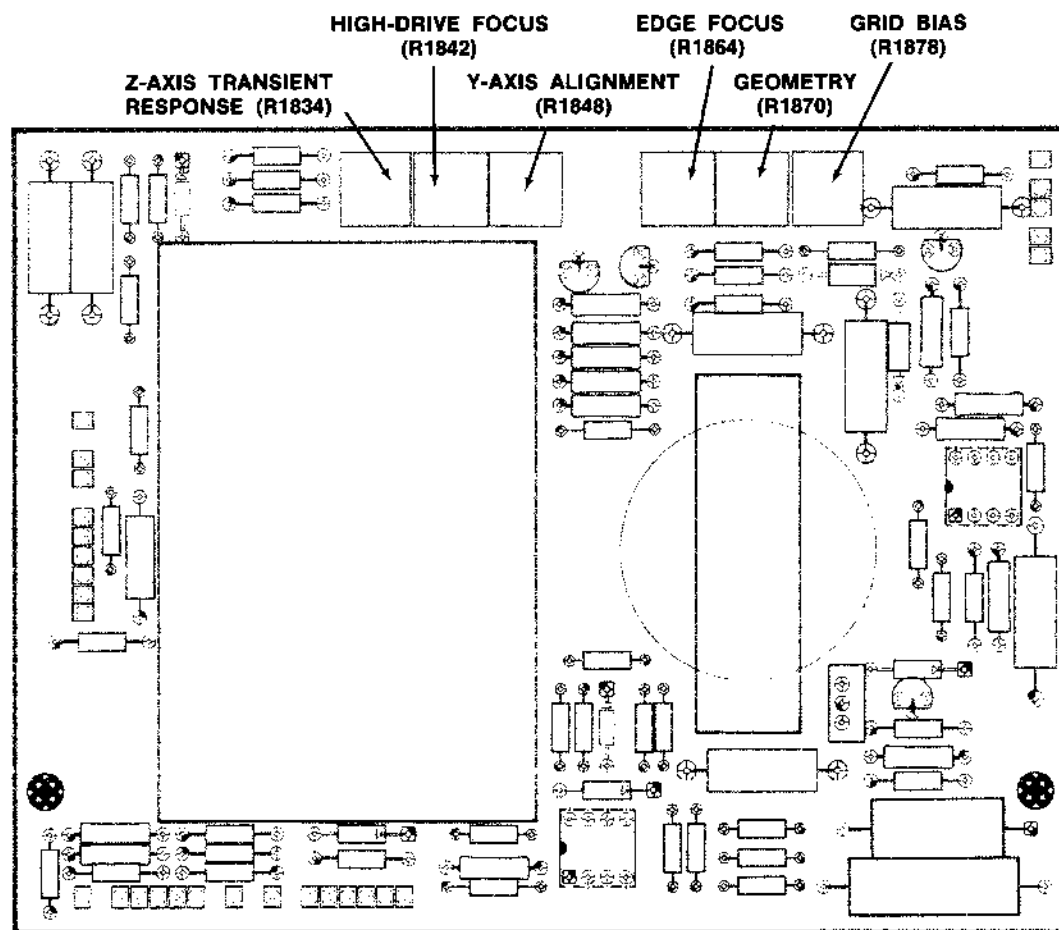 HIGH-DRIVE FOCUS
(R1842)
EDGE FOCUS
(R1864)
GRID BIAS
(R1878)
Z-AXIS TRANSIENT
RESPONSE (R1834)
Y-AXIS ALIGNMENT
(R1848)
GEOMETRY
(R1870)